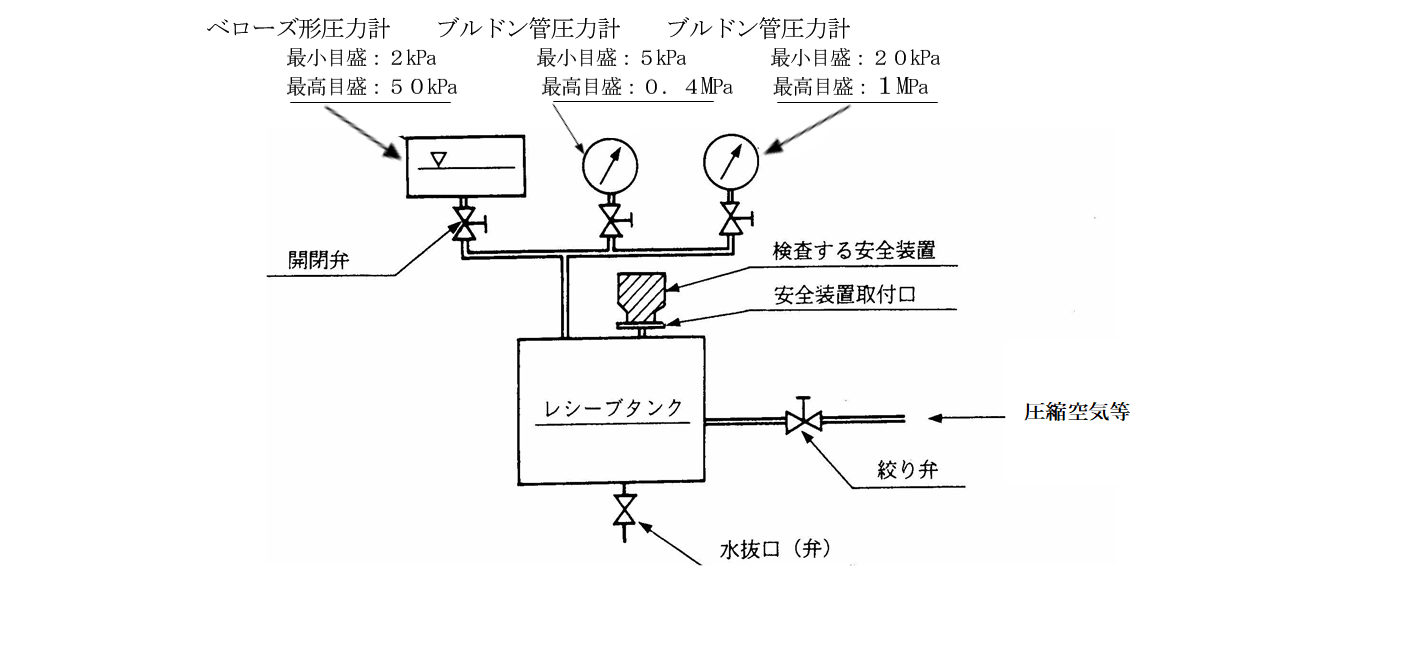 ベローズ形圧力計
最小目盛：２kPa
最高目盛：５０kPa
ブルドン管圧力計
最小目盛：５kPa
最高目盛：０．４MPa
ブルドン管圧力計
最小目盛：２０kPa
最高目盛：１MPa
開閉弁
検査する安全装置
安全装置取付口
レシーブタンク
圧縮空気等
絞り弁
水抜口（弁）